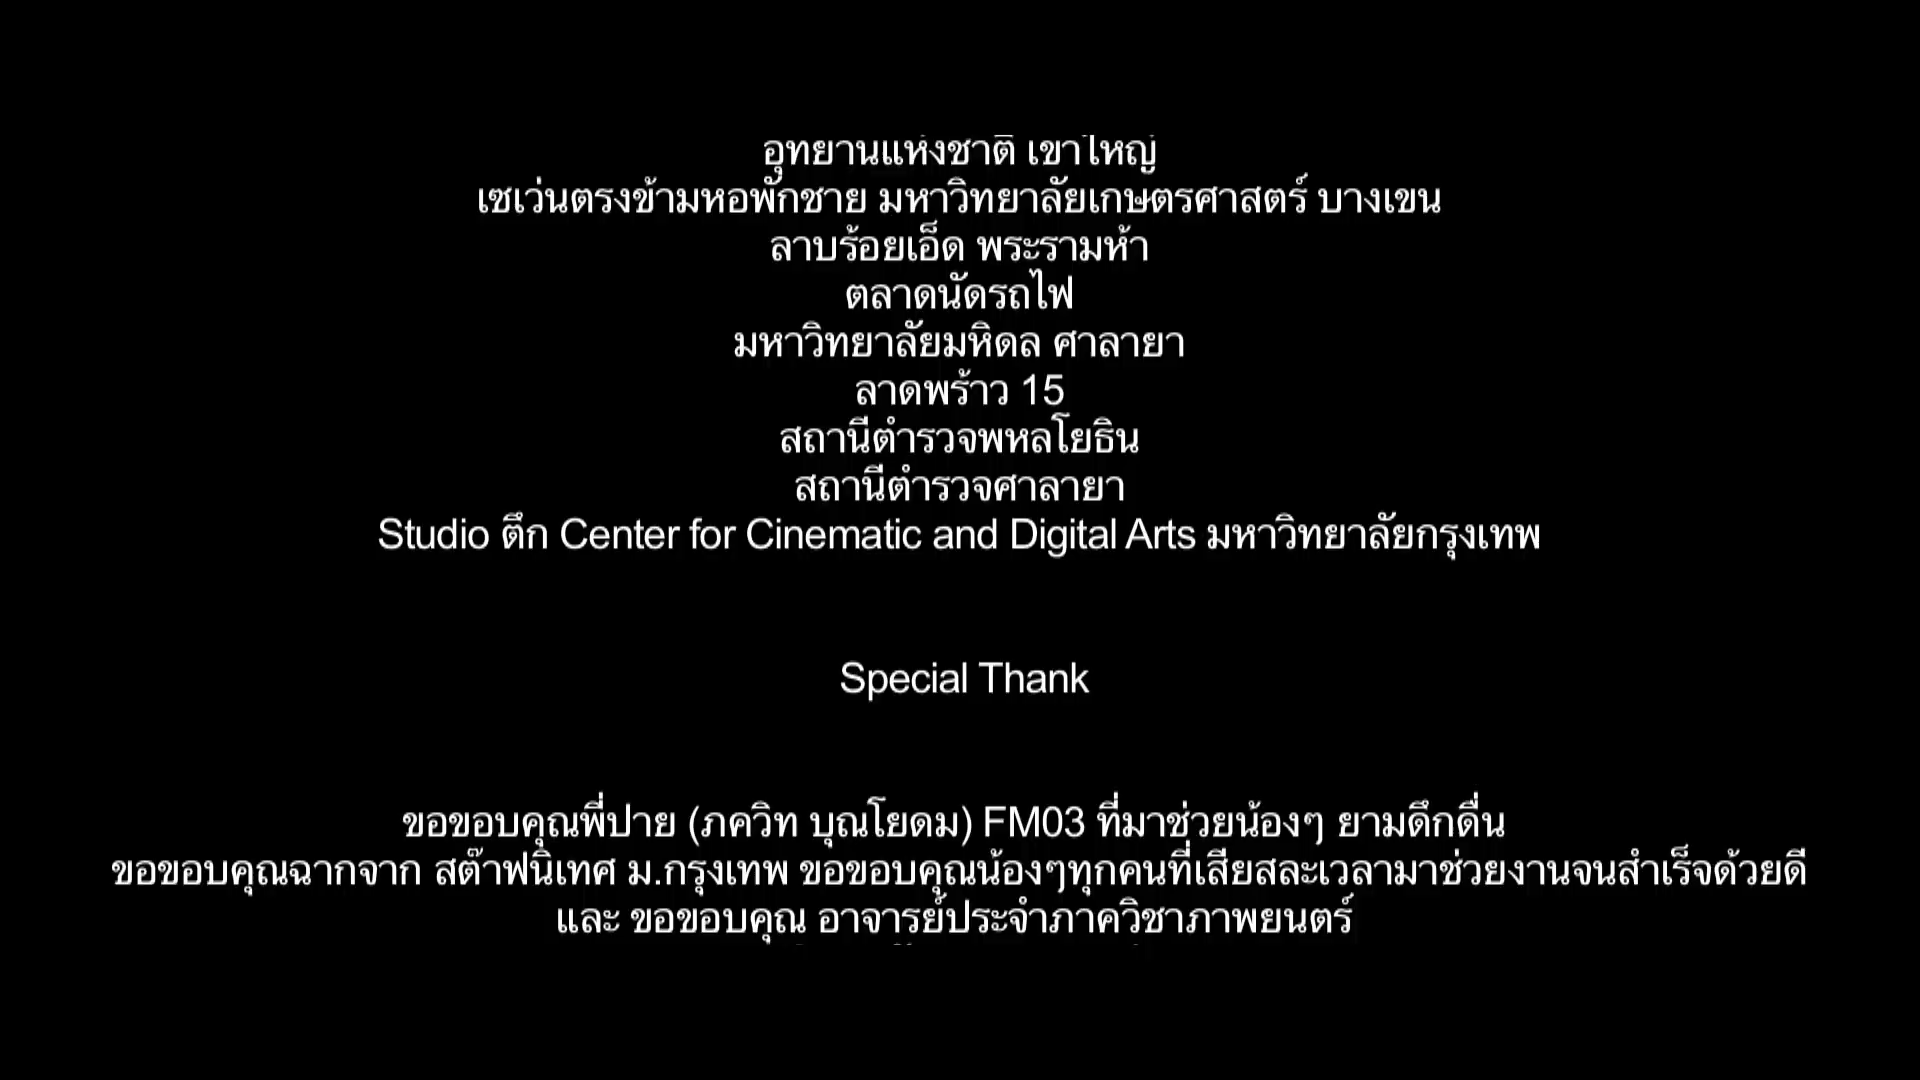 อุทยานแห่งชาติ เขาใหญ่
เซเว่นตรงข้ามหอพักชาย มหาวิทยาลัยเกษตรศาสตร์ บางเขน
ลาบร้อยเอ็ด พระรามห้า
ตลาดนัดรถไฟ
มหาวิทยาลัยมหิดล ศาลายา
ลาดพร้าว 15
สถานีตำรวจพหลโยธิน
สถานีตำรวจศาลายา
Studio ตึก Center for Cinematic and Digital Arts มหาวิทยาลัยกรุงเทพ
Special Thank
ขอขอบคุณพี่ปาย (ภควิท บุณโยดม) FM03 ที่มาช่วยน้องๆ ยามดึกดื่น
ขอขอบคุณฉากจาก สต๊าฟนิเทศ ม.กรุงเทพ ขอขอบคุณน้องๆทุกคนที่เสียสละเวลามาช่วยงานจนสำเร็จด้วยดี
และ ขอขอบคุณ อาจารย์ประจำภาควิชาภาพยนตร์